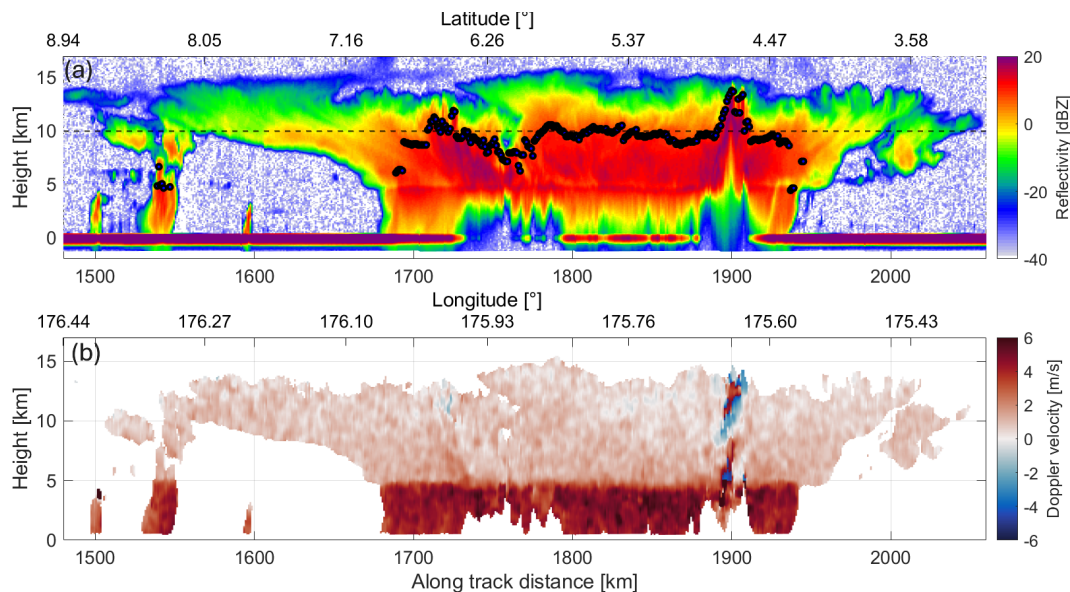 Latitude [°]
8.94 8.05 7.16 6.26 5.37 4.47 3.58
(a)
Height [km]
15
10
5
0
1500 1600 1700 1800 1900 2000
20
0
-20
-40
Reflectivity [dBZ]
Longitude [°]
176.44 176.27 176.10 175.93 175.76 175.60 175.43
(b)
Height [km]
15
10
5
0
1500 1600 1700 1800 1900 2000
Along track distance [km]
6
4
2
0
-2
-4
-6
Doppler velocity [m/s]